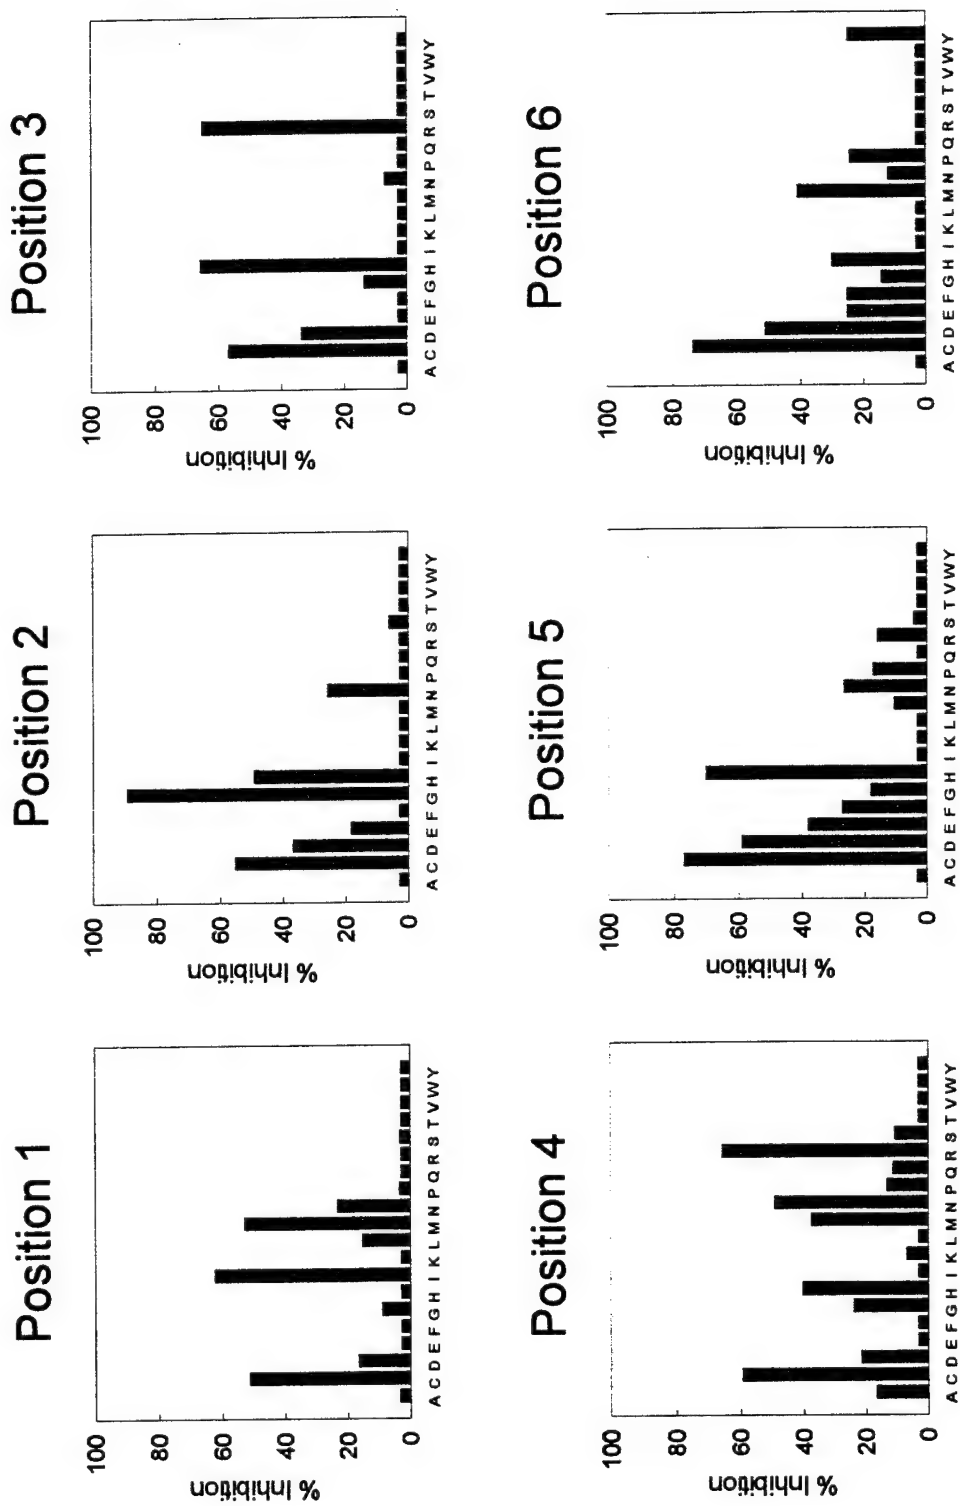 Position 1
100
80
60
40
20
0
% Inhibition
A C D E F G H I K L M N P Q R S T V W Y
Position 2
100
80
60
40
20
0
% Inhibition
A C D E F G H I K L M N P Q R S T V W Y
Position 3
100
80
60
40
20
0
% Inhibition
A C D E F G H I K L M N P Q R S T V W Y
Position 4
100
80
60
40
20
0
% Inhibition
A C D E F G H I K L M N P Q R S T V W Y
Position 5
100
80
60
40
20
0
% Inhibition
A C D E F G H I K L M N P Q R S T V W Y
Position 6
100
80
60
40
20
0
% Inhibition
A C D E F G H I K L M N P Q R S T V W Y